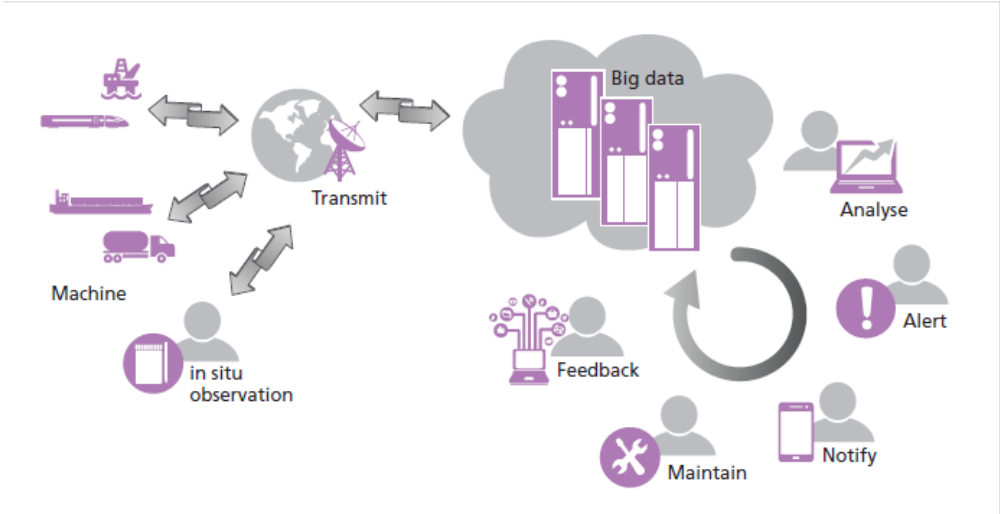 Big data
Transmit
Analyse
Machine
Alert
in situ
observation
Feedback
Notify
Maintain